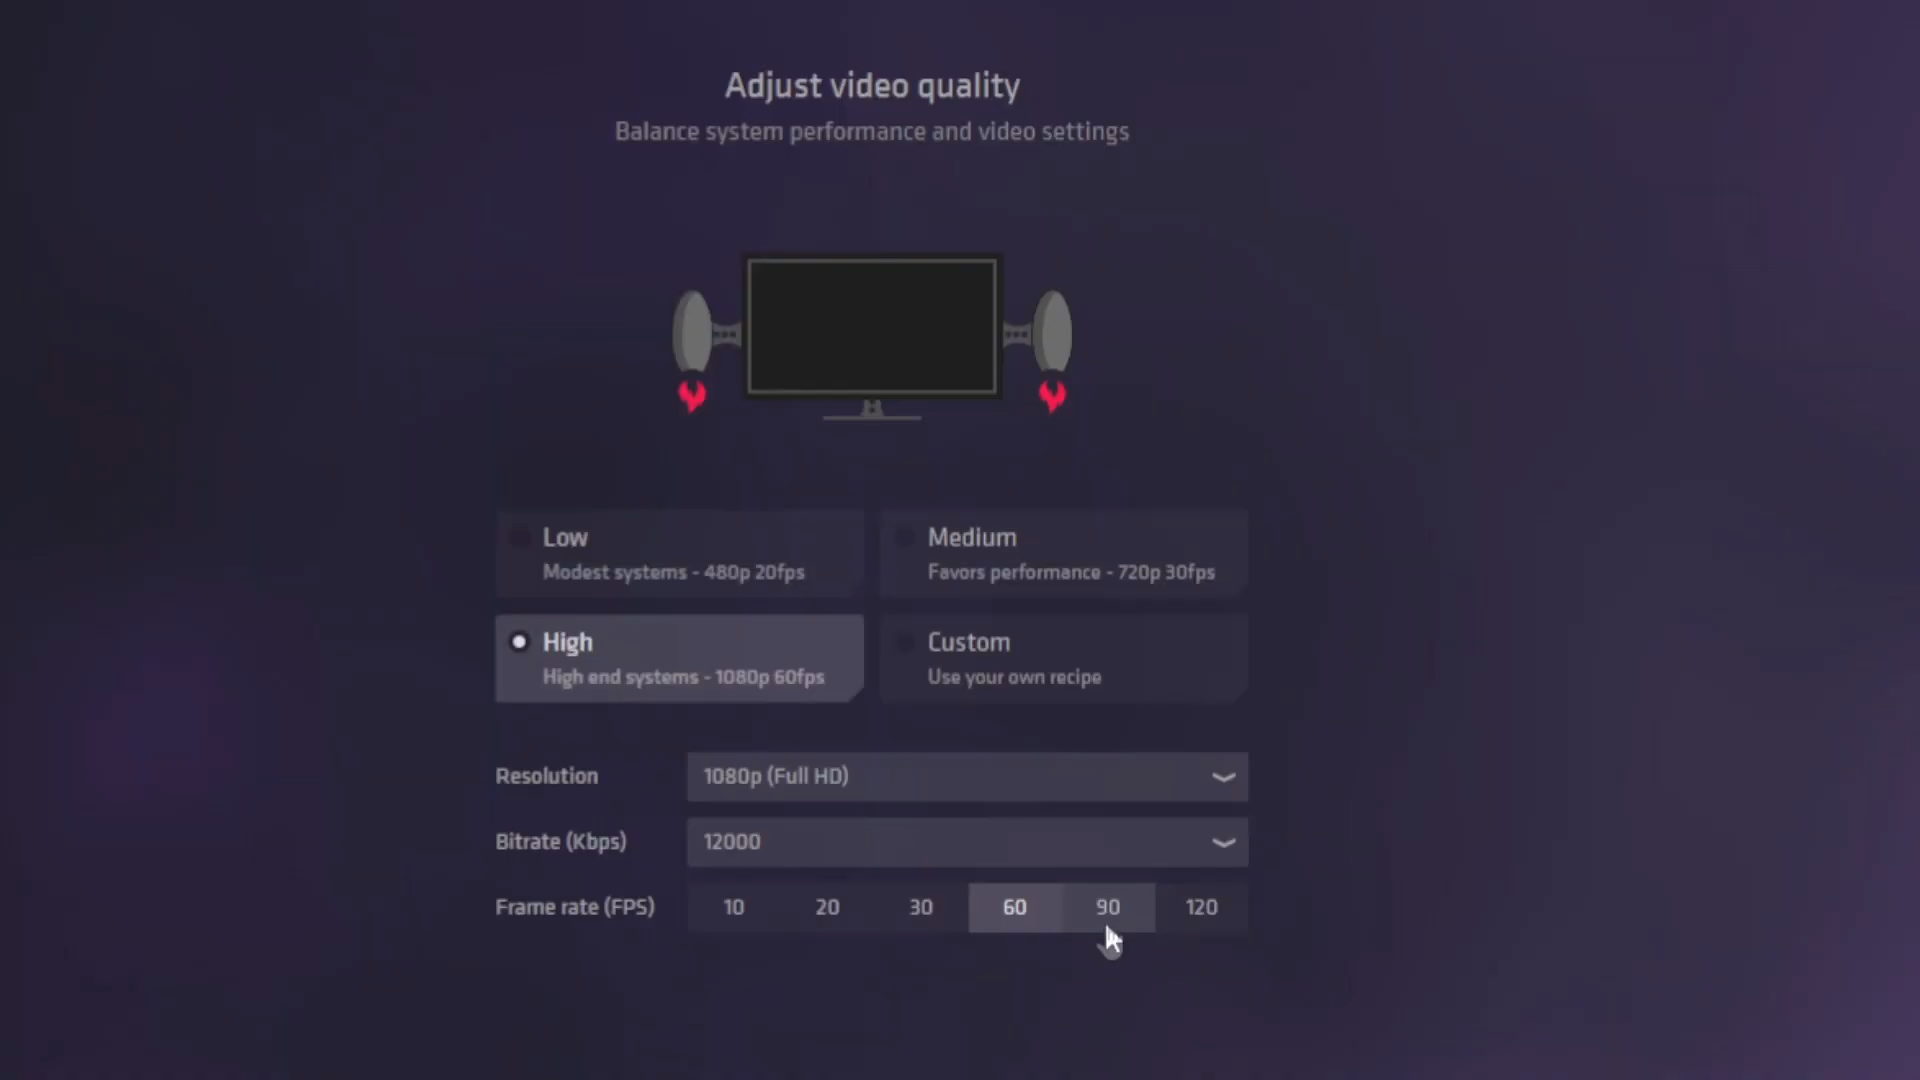 Adjust video quality
Balance system performance and video settings
Low
Modest systems - 480p 20fps
Medium
Favors performance - 720p 30fps
High
High end systems - 1080p 60fps
Custom
Use your own recipe
Resolution
1080p (Full HD)
Bitrate (Kbps)
12000
Frame rate (FPS)
10 20 30 60 90 120